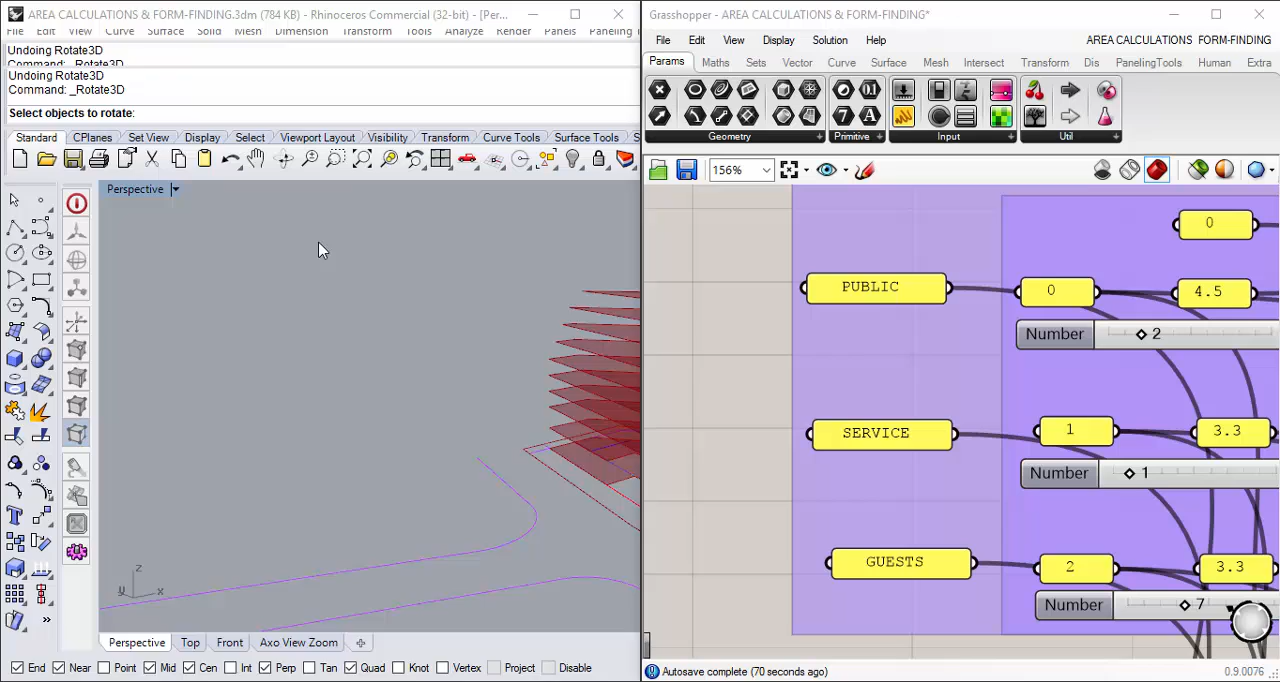 AREA CALCULATIONS & FORM-FINDING.3dm (784 KB) - Rhinoceros Commercial (32-bit) - [Per...
File Edit View Curve Surface Solid Mesh Dimension Transform Tools Analyze Render Panels Paneling
Undoing Rotate3D
Command: _Rotate3D
Undoing Rotate3D
Command: _Rotate3D
Select objects to rotate:
Standard CPlanes Set View Display Select Viewport Layout Visibility Transform Curve Tools Surface Tools S
Perspective
z
y x
Perspective Top Front Axo View Zoom
End Near Point Mid Cen Int Perp Tan Quad Knot Vertex Project Disable
Grasshopper - AREA CALCULATIONS & FORM-FINDING*
File Edit View Display Solution Help AREA CALCULATIONS FORM-FINDING*
Params Maths Sets Vector Curve Surface Mesh Intersect Transform Dis PanelingTools Human Extra
Geometry Primitive Input Util
156%
0
PUBLIC 0 4.5
Number 2
SERVICE 1 3.3
Number 1
GUESTS 2 3.3
Number 7
Autosave complete (70 seconds ago) 0.9.0076